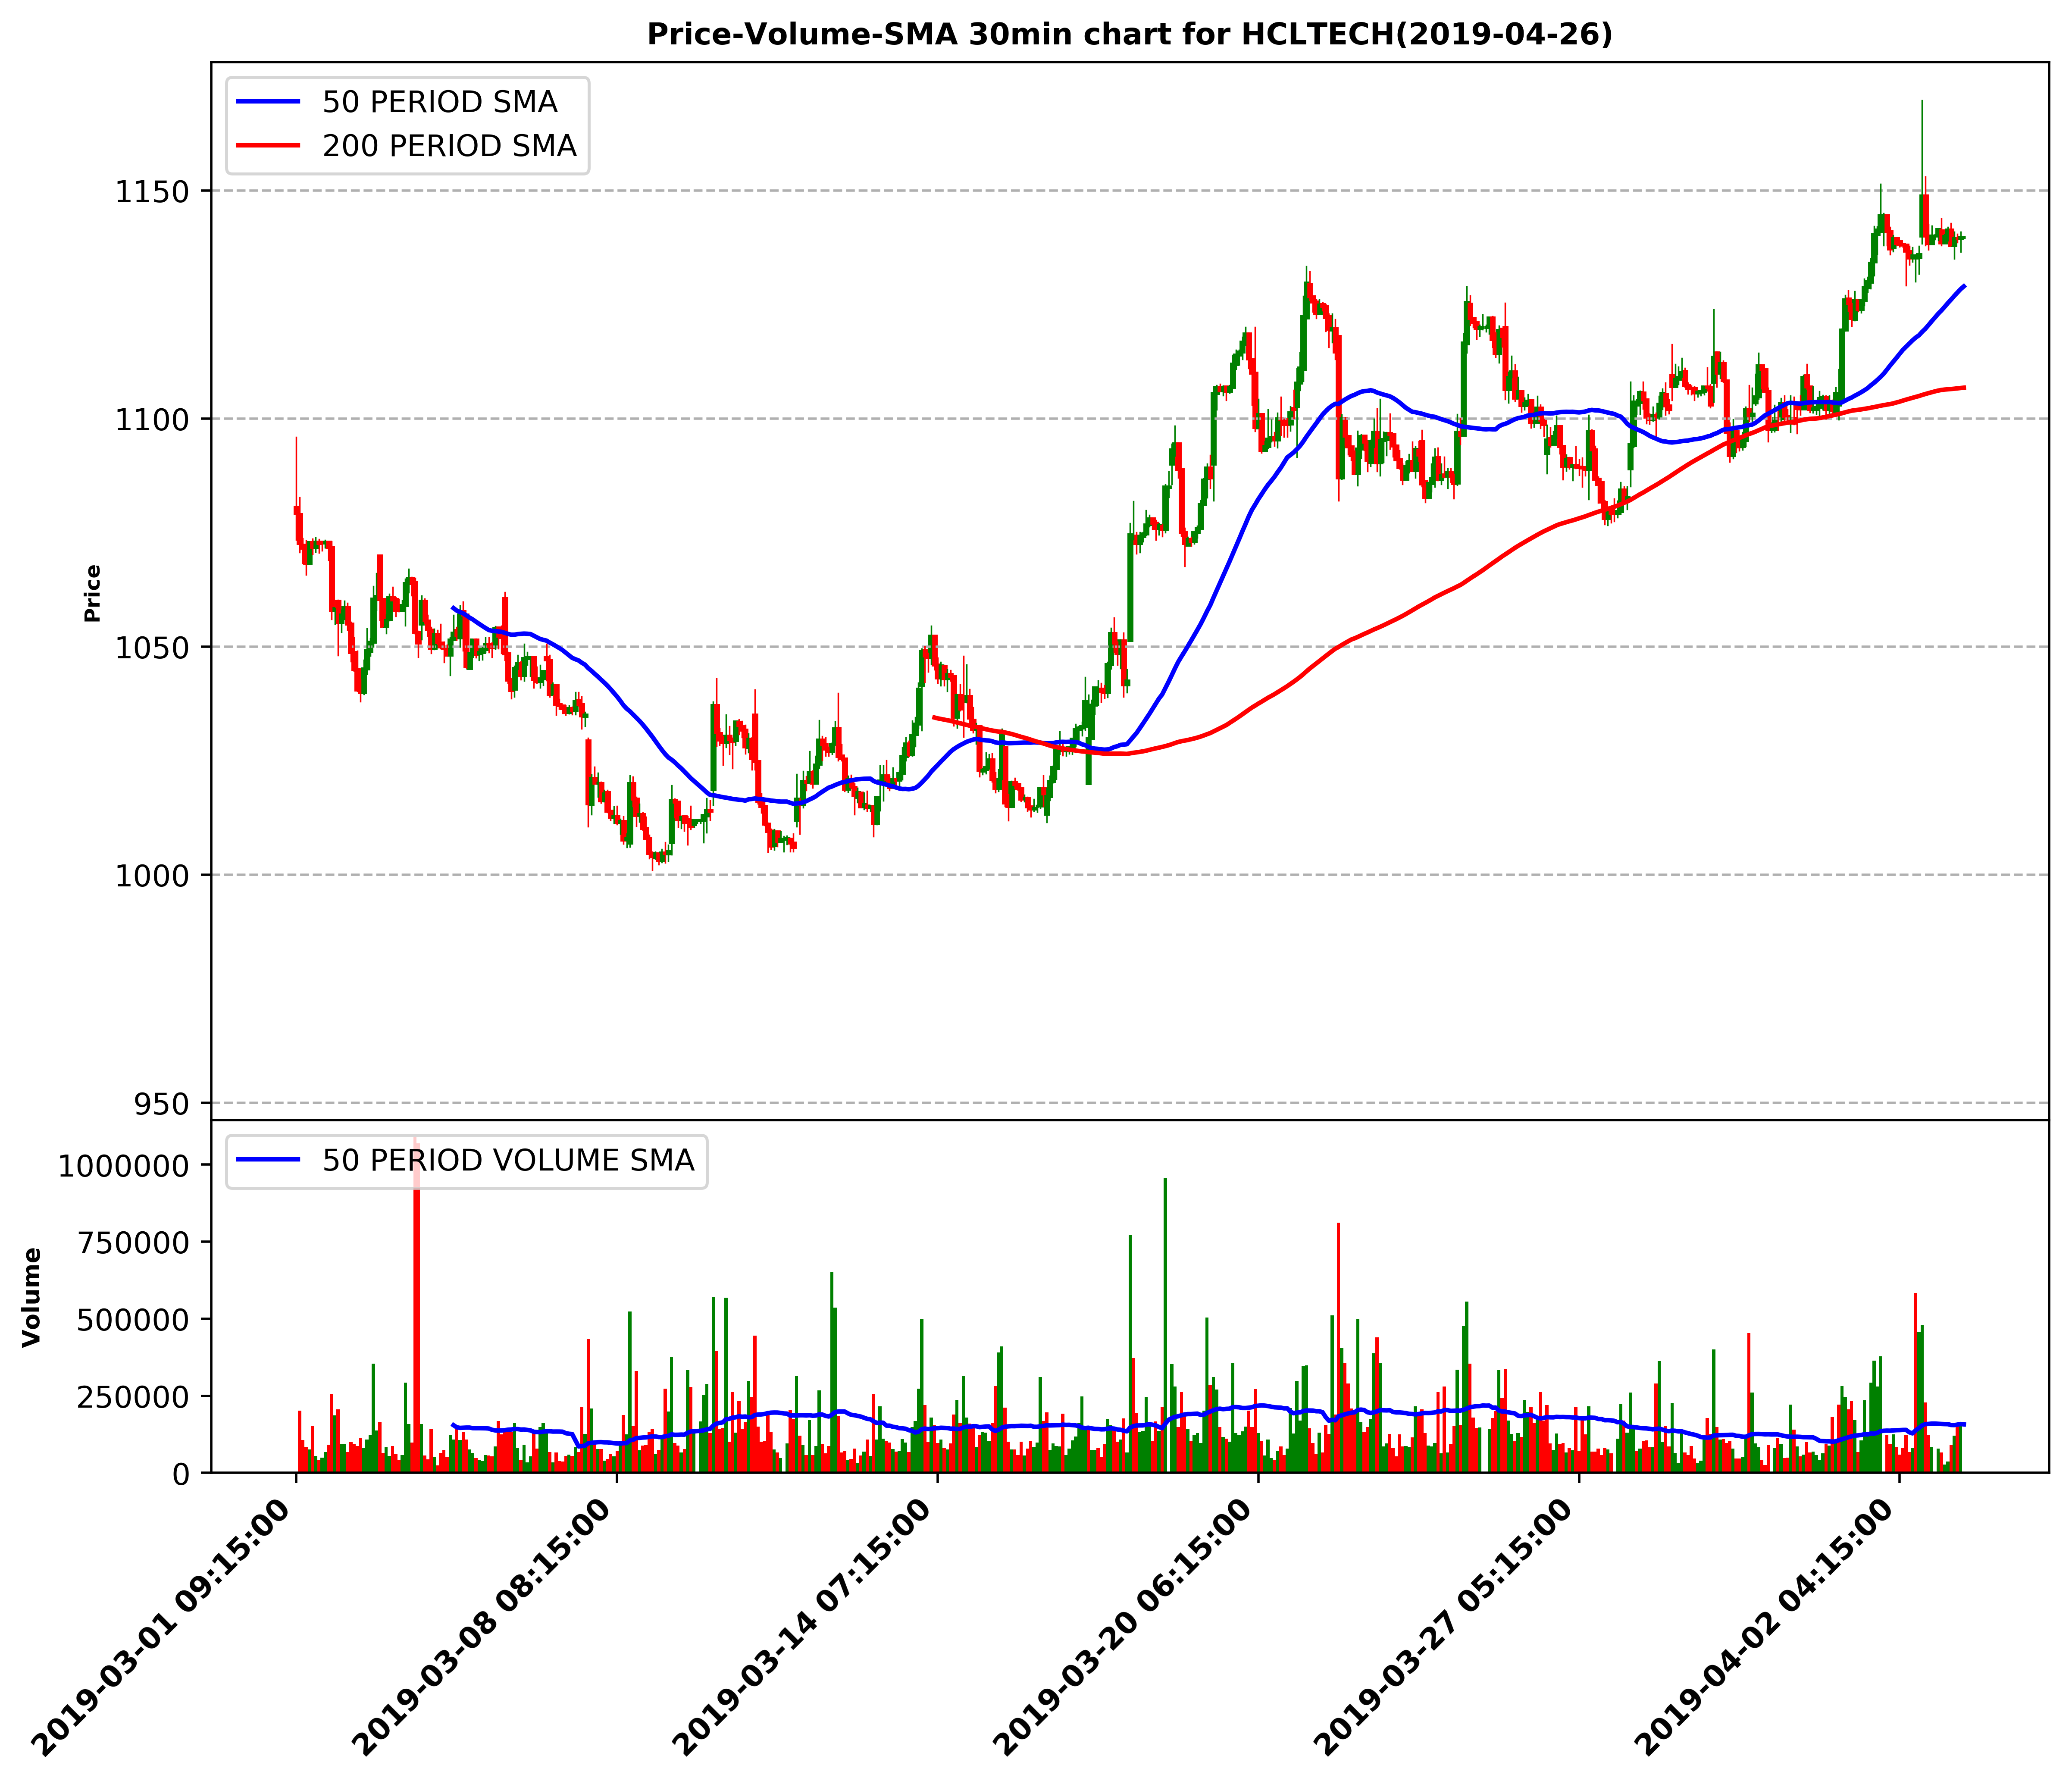 Price-Volume-SMA 30min chart for HCLTECH(2019-04-26)
50 PERIOD SMA
200 PERIOD SMA
1150
1100
1050
1000
950
Price
50 PERIOD VOLUME SMA
1000000
750000
500000
250000
0
Volume
2019-03-01 09:15:00
2019-03-08 08:15:00
2019-03-14 07:15:00
2019-03-20 06:15:00
2019-03-27 05:15:00
2019-04-02 04:15:00